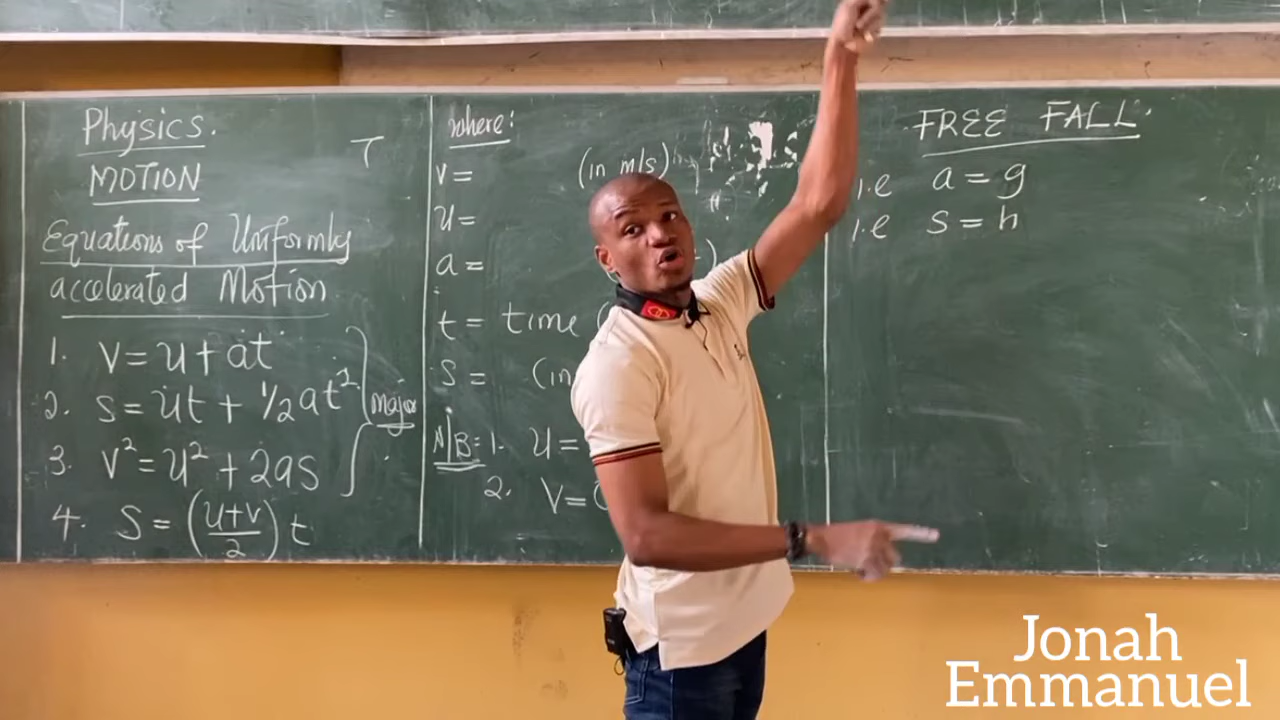 Physics.
MOTION
T
Equations of Uniformly
accelerated Motion
1. V=u+at
2. S=ut+½at²
3. V²=u²+2as
major
4. S=(u+v/2)t
where:
V= (in m/s)
U=
a=
t= time (
S= (in
N/B: 1. U=
2. V=
FREE FALL.
i.e a=g
i.e s=h
Jonah
Emmanuel